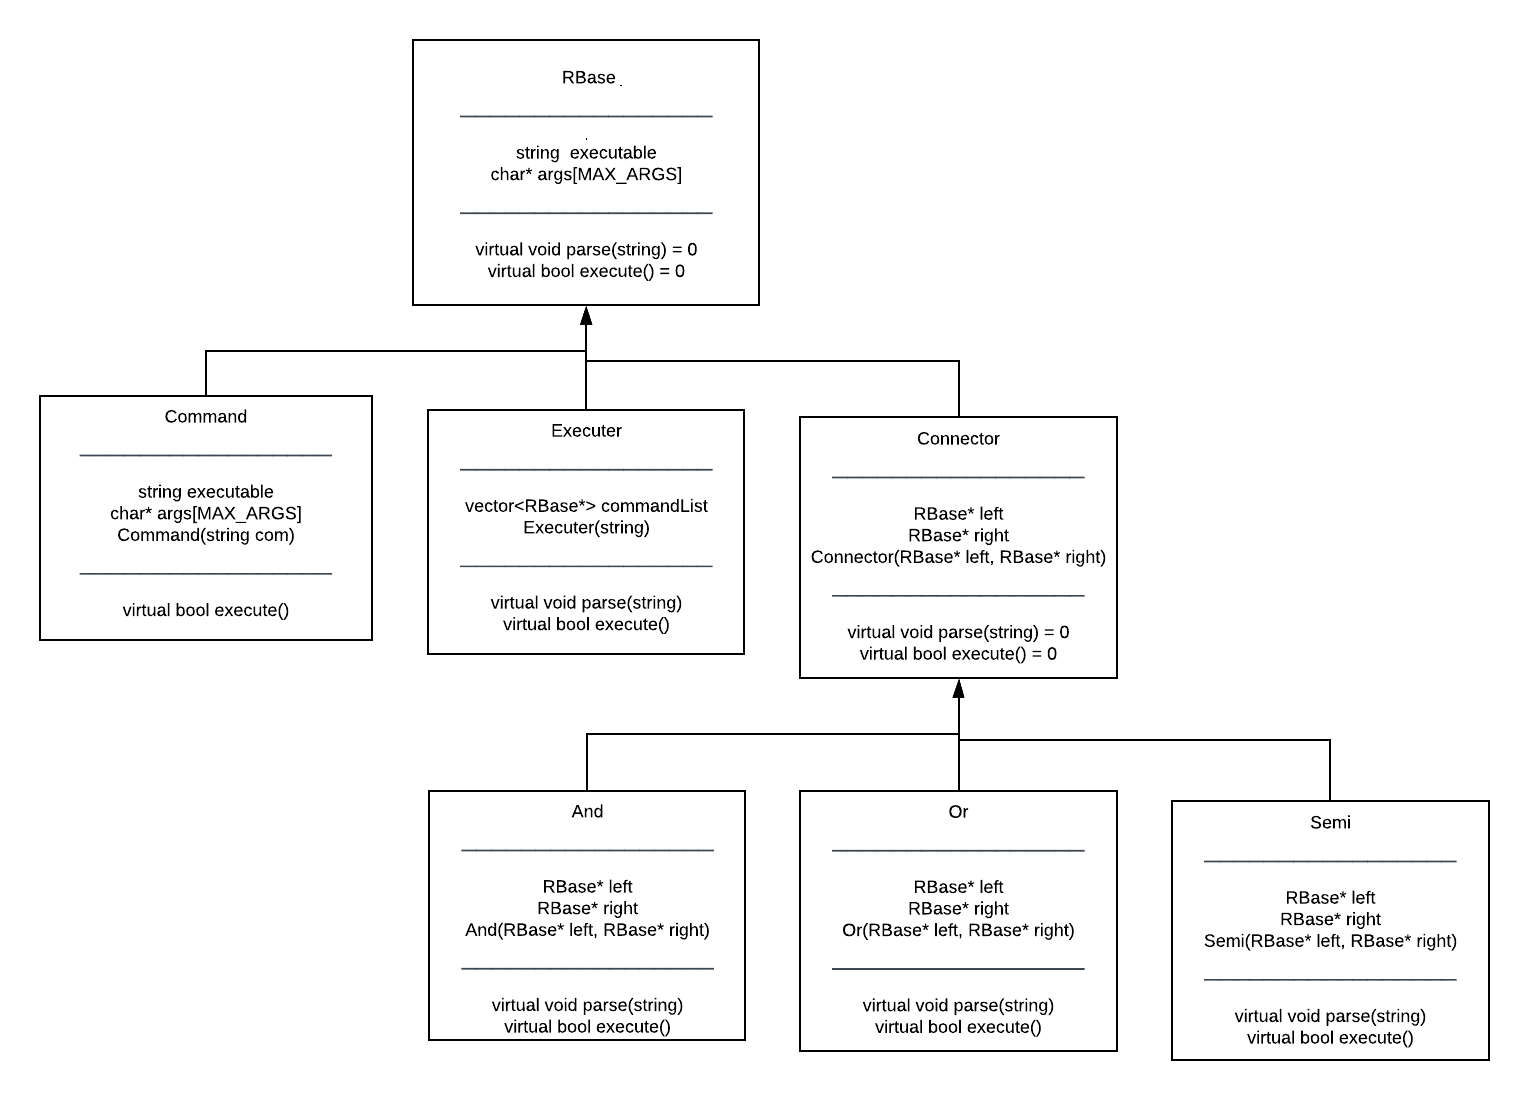 RBase .
string  executable
char* args[MAX_ARGS]
virtual void parse(string) = 0
virtual bool execute() = 0
Command
string executable
char* args[MAX_ARGS]
Command(string com)
virtual bool execute()
Executer
vector<RBase*> commandList
Executer(string)
virtual void parse(string)
virtual bool execute()
Connector
RBase* left
RBase* right
Connector(RBase* left, RBase* right)
virtual void parse(string) = 0
virtual bool execute() = 0
And
RBase* left
RBase* right
And(RBase* left, RBase* right)
virtual void parse(string)
virtual bool execute()
Or
RBase* left
RBase* right
Or(RBase* left, RBase* right)
virtual void parse(string)
virtual bool execute()
Semi
RBase* left
RBase* right
Semi(RBase* left, RBase* right)
virtual void parse(string)
virtual bool execute()